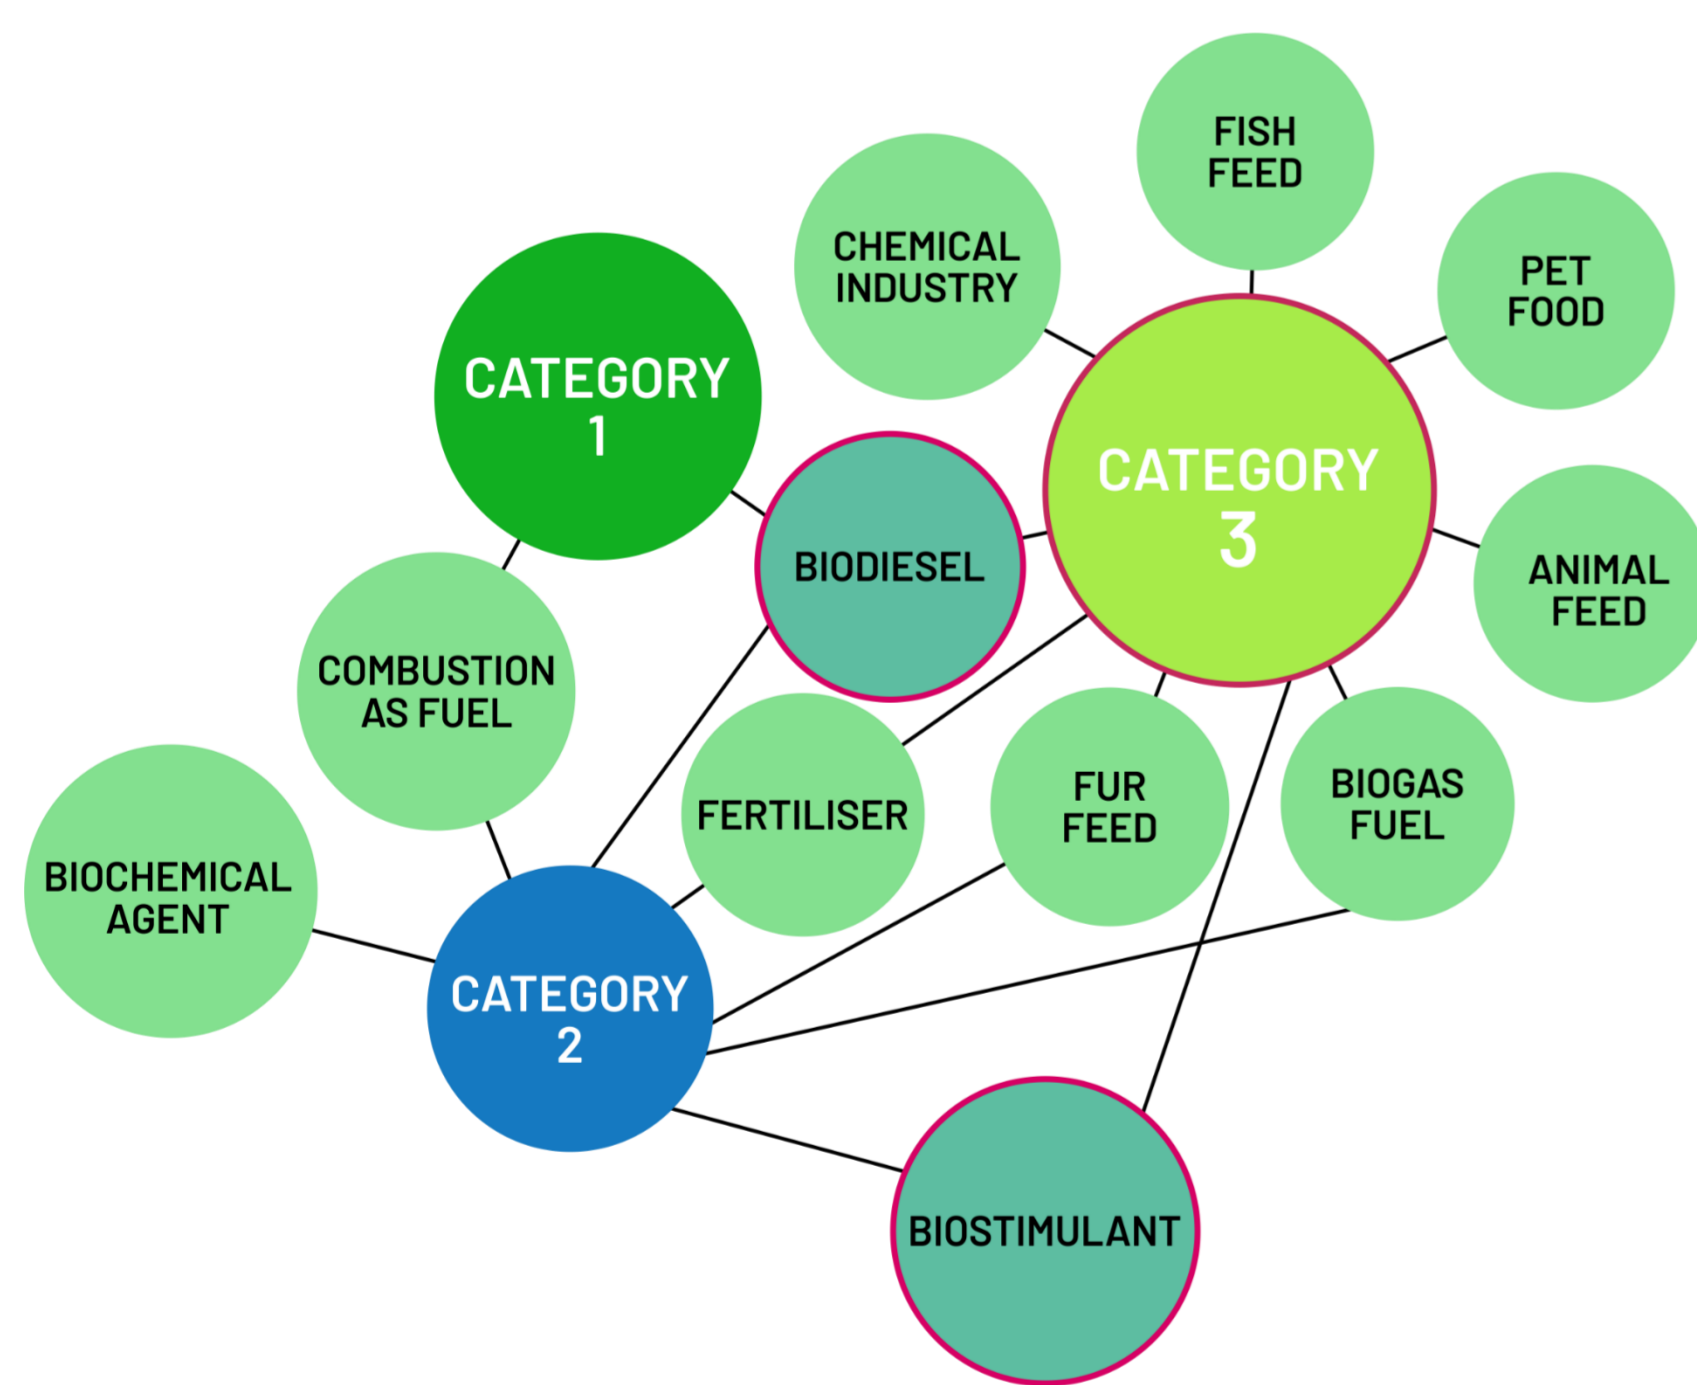 FISH
FEED
CHEMICAL
INDUSTRY
PET
FOOD
CATEGORY
1
CATEGORY
3
BIODIESEL
ANIMAL
FEED
COMBUSTION
AS FUEL
FERTILISER
FUR
FEED
BIOGAS
FUEL
BIOCHEMICAL
AGENT
CATEGORY
2
BIOSTIMULANT